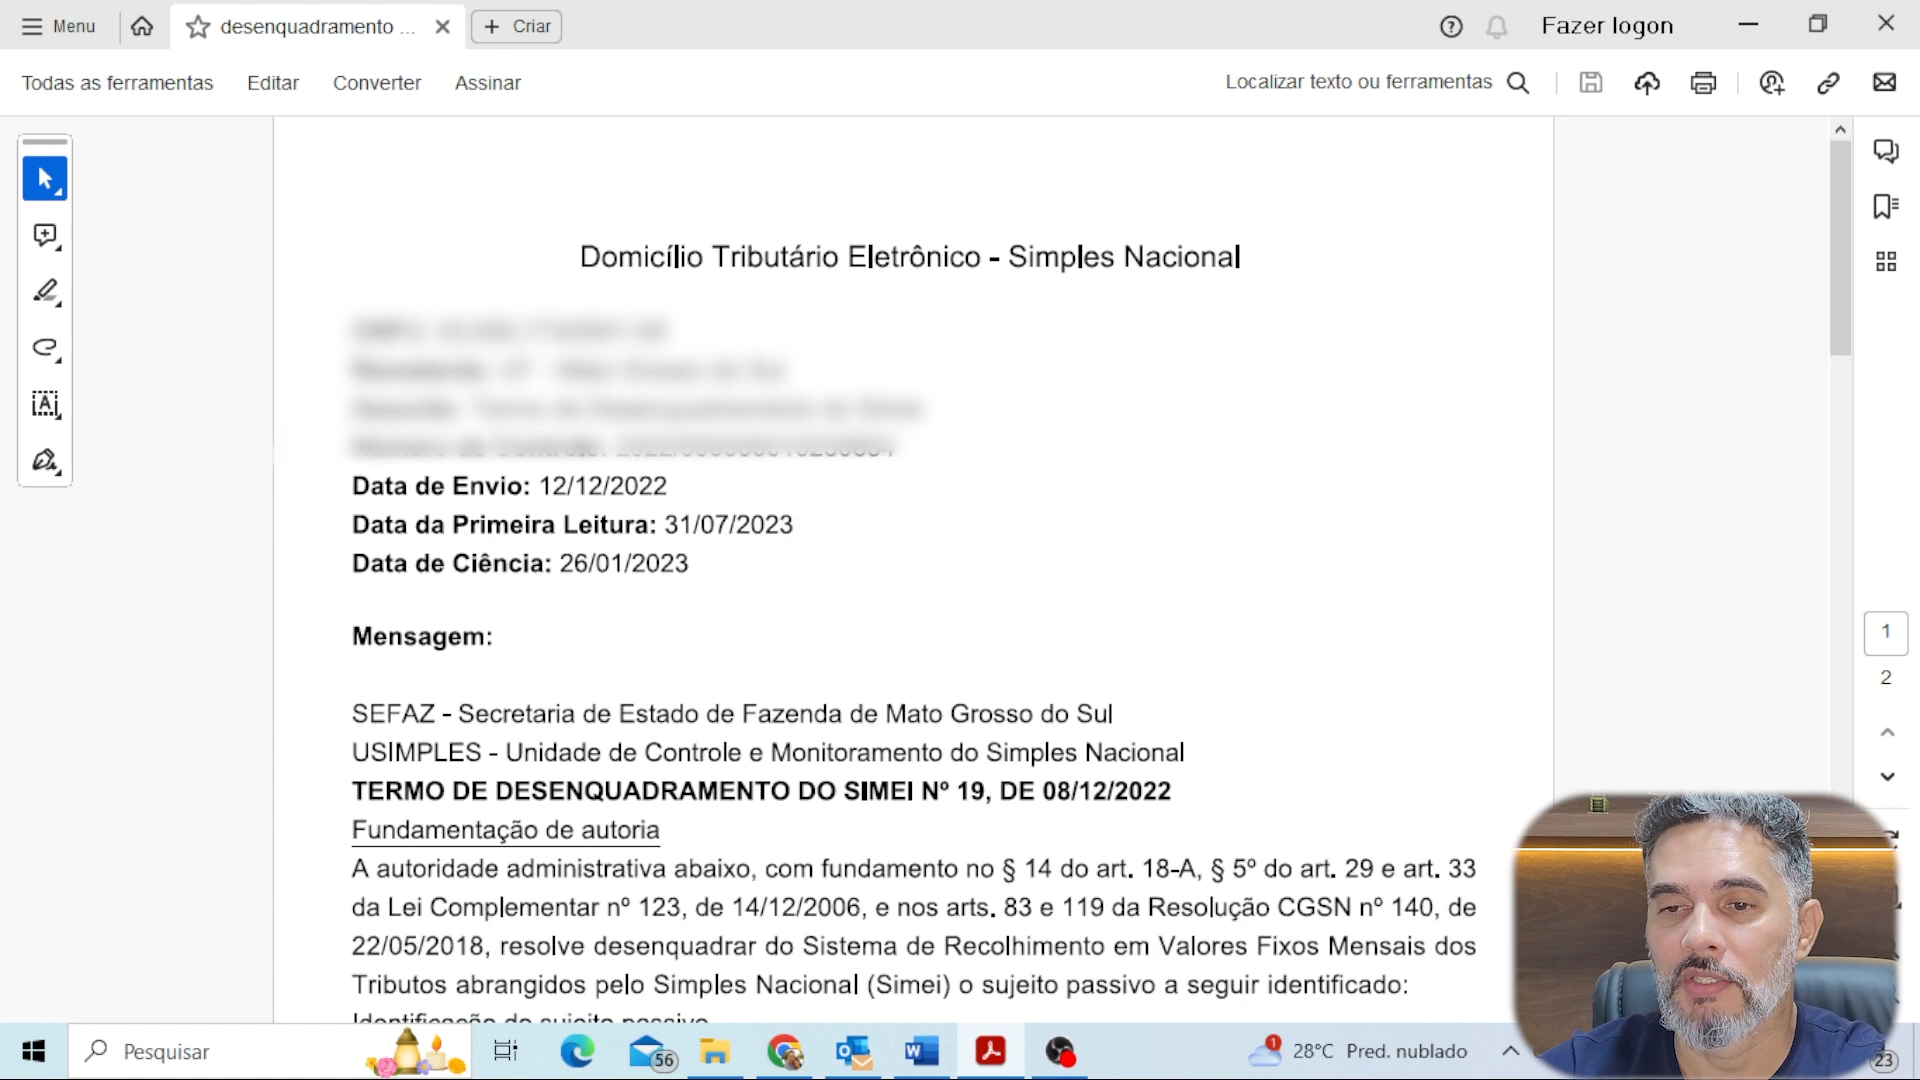 Menu
desenquadramento ...
Criar
Fazer logon
Todas as ferramentas
Editar
Converter
Assinar
Localizar texto ou ferramentas
Domicílio Tributário Eletrônico - Simples Nacional
Data de Envio: 12/12/2022
Data da Primeira Leitura: 31/07/2023
Data de Ciência: 26/01/2023
Mensagem:
SEFAZ - Secretaria de Estado de Fazenda de Mato Grosso do Sul
USIMPLES - Unidade de Controle e Monitoramento do Simples Nacional
TERMO DE DESENQUADRAMENTO DO SIMEI Nº 19, DE 08/12/2022
Fundamentação de autoria
A autoridade administrativa abaixo, com fundamento no § 14 do art. 18-A, § 5º do art. 29 e art. 33
da Lei Complementar nº 123, de 14/12/2006, e nos arts. 83 e 119 da Resolução CGSN nº 140, de
22/05/2018, resolve desenquadrar do Sistema de Recolhimento em Valores Fixos Mensais dos
Tributos abrangidos pelo Simples Nacional (Simei) o sujeito passivo a seguir identificado:
1
2
Pesquisar
56
1
28°C Pred. nublado
23